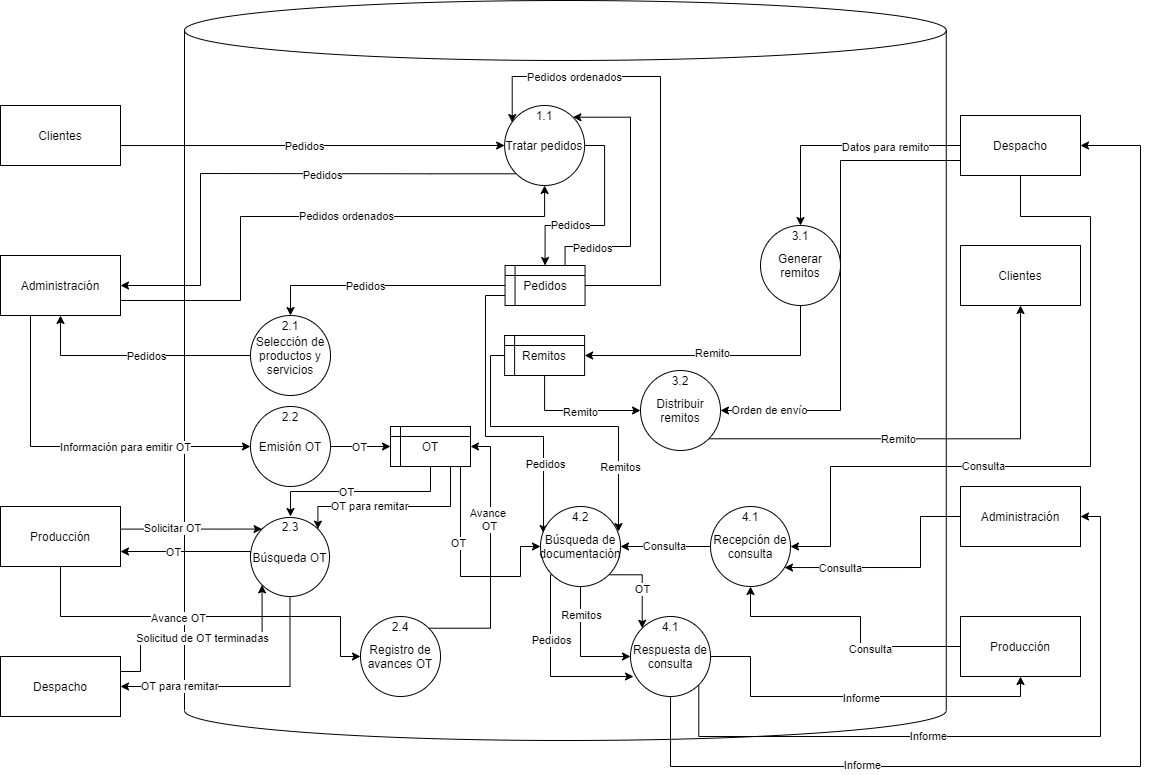 Pedidos ordenados
1.1
Tratar pedidos
Clientes
Pedidos
Pedidos
Pedidos ordenados
Pedidos
Pedidos
Datos para remito
Despacho
3.1
Generar
remitos
Clientes
Administración
Pedidos
Pedidos
2.1
Selección de
productos y
servicios
Pedidos
Remitos
Remito
3.2
Distribuir
remitos
Remito
Orden de envío
Remito
2.2
Emisión OT
Información para emitir OT
OT
OT
Pedidos
Remitos
Consulta
OT
OT para remitar
Avance
OT
Producción
Solicitar OT
OT
2.3
Búsqueda OT
OT
4.2
Búsqueda de
documentación
Consulta
4.1
Recepción de
consulta
Administración
Consulta
OT
Avance OT
Solicitud de OT terminadas
Remitos
Pedidos
2.4
Registro de
avances OT
4.1
Respuesta de
consulta
Consulta
Producción
Despacho
OT para remitar
Informe
Informe
Informe